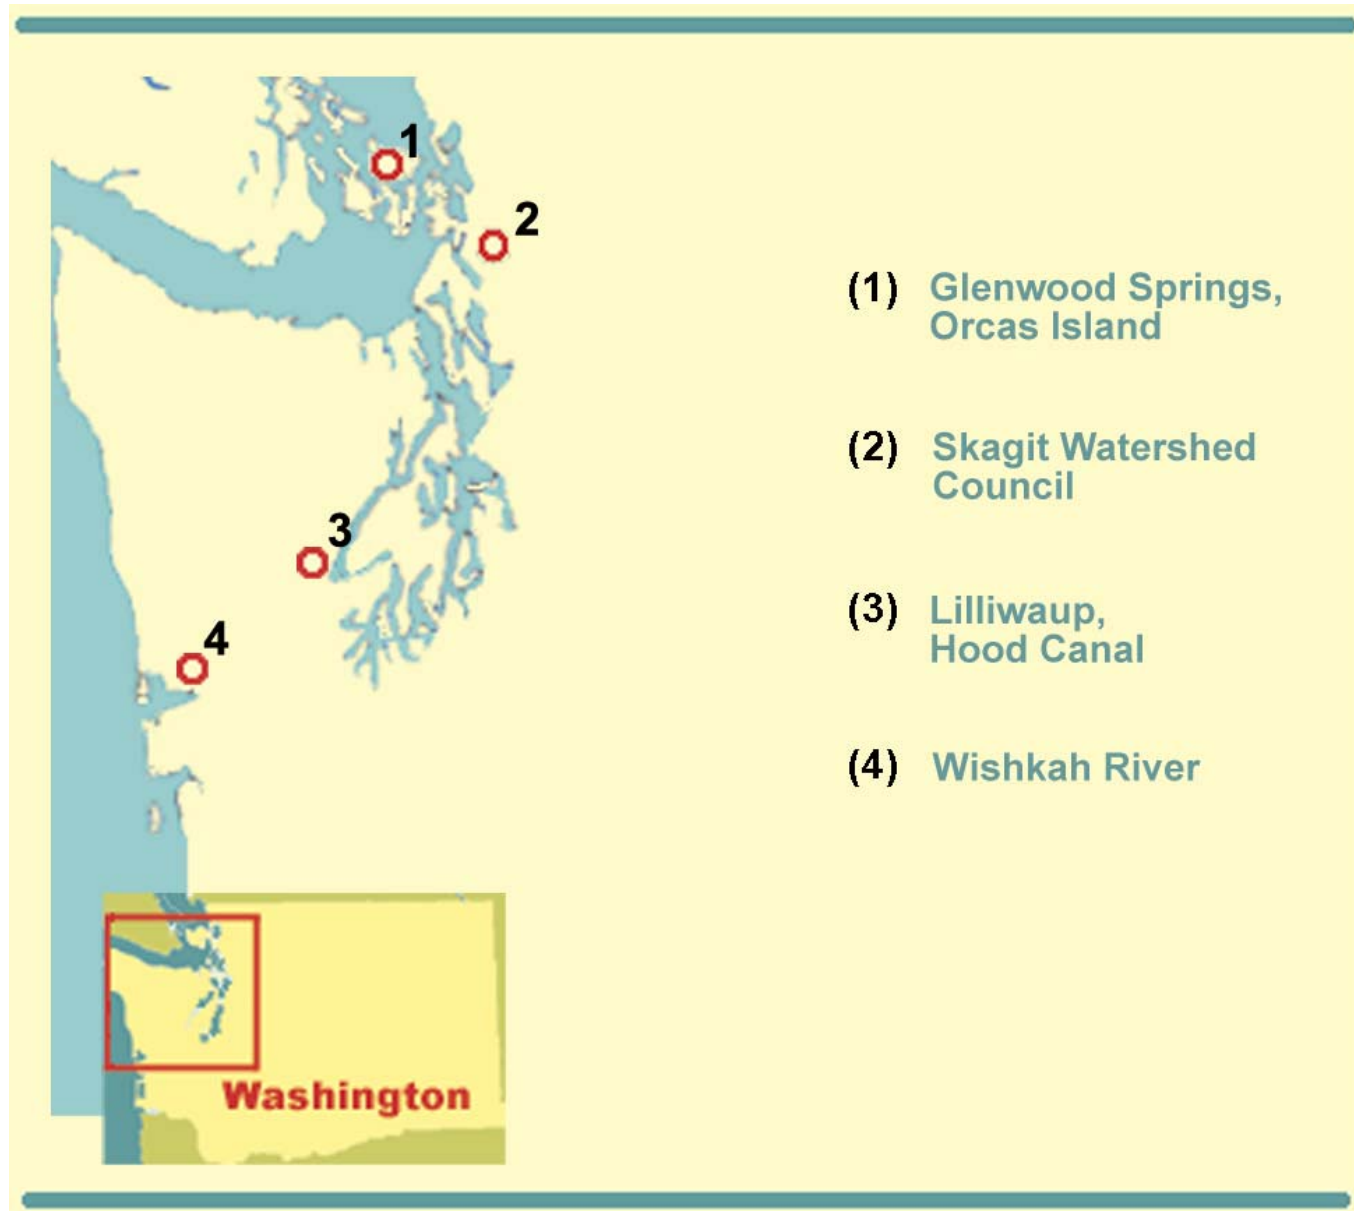 1
2
3
4
(1) Glenwood Springs,
Orcas Island
(2) Skagit Watershed
Council
(3) Lilliwaup,
Hood Canal
(4) Wishkah River
Washington